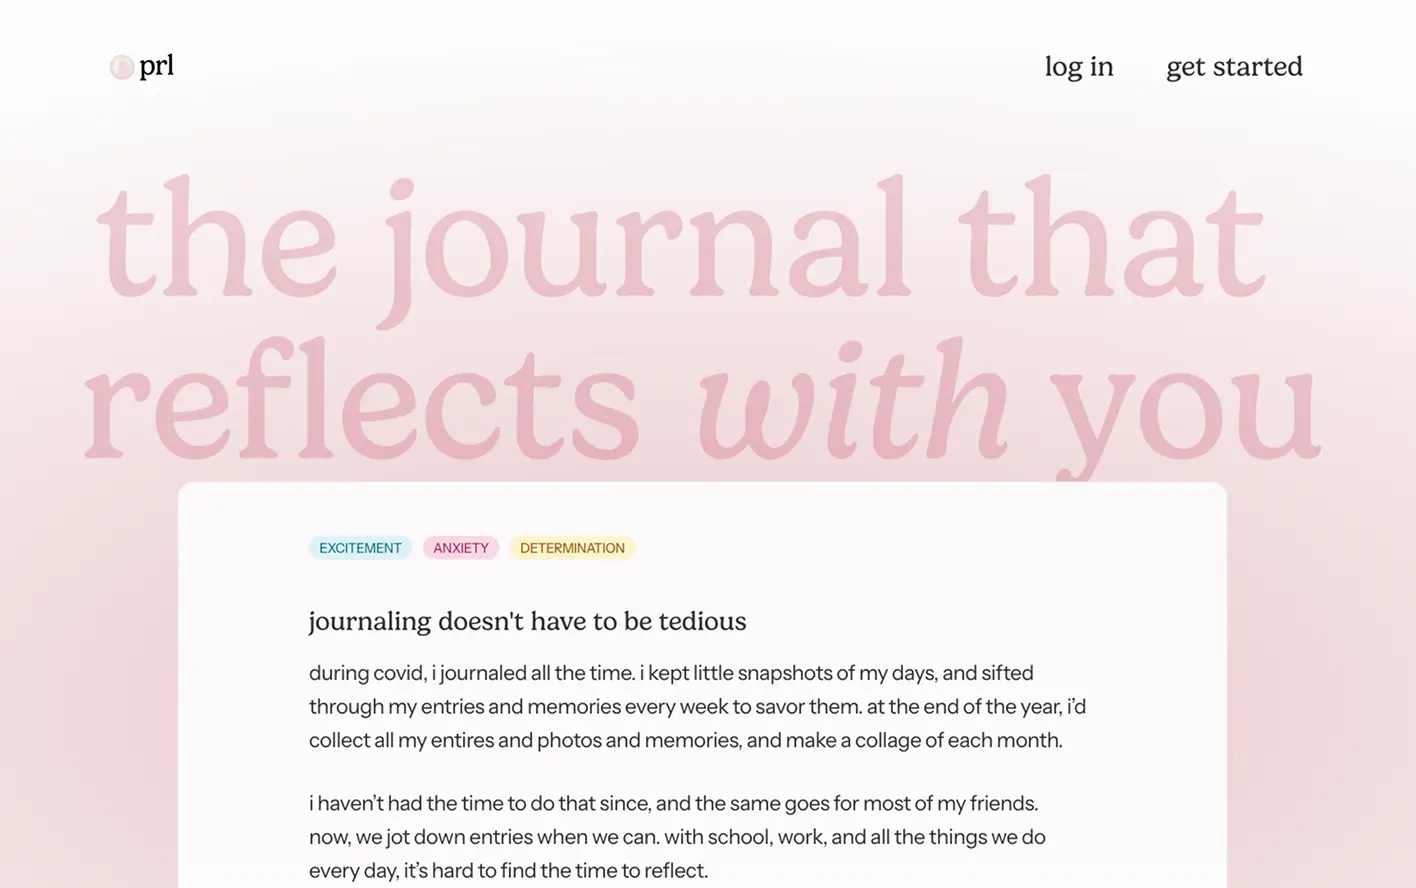 prl
log in
get started
the journal that
reflects with you
EXCITEMENT
ANXIETY
DETERMINATION
journaling doesn't have to be tedious
during covid, i journaled all the time. i kept little snapshots of my days, and sifted
through my entries and memories every week to savor them. at the end of the year, i’d
collect all my entires and photos and memories, and make a collage of each month.
i haven’t had the time to do that since, and the same goes for most of my friends.
now, we jot down entries when we can. with school, work, and all the things we do
every day, it’s hard to find the time to reflect.